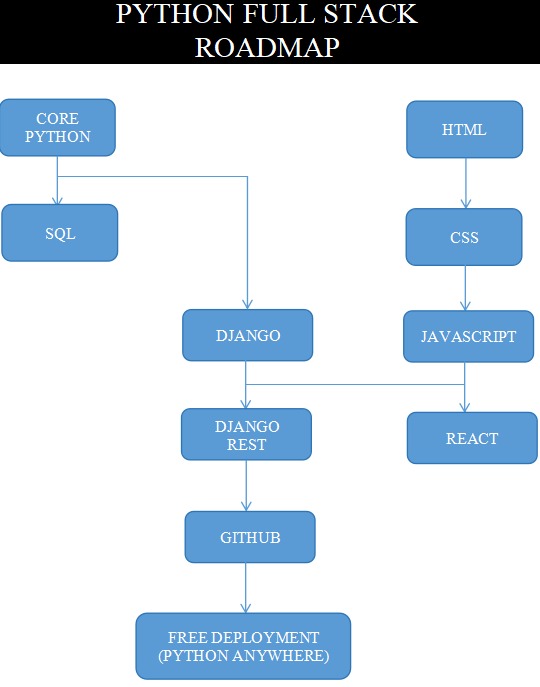 PYTHON FULL STACK
ROADMAP
CORE
PYTHON
HTML
SQL
CSS
DJANGO
JAVASCRIPT
DJANGO
REST
REACT
GITHUB
FREE DEPLOYMENT
(PYTHON ANYWHERE)